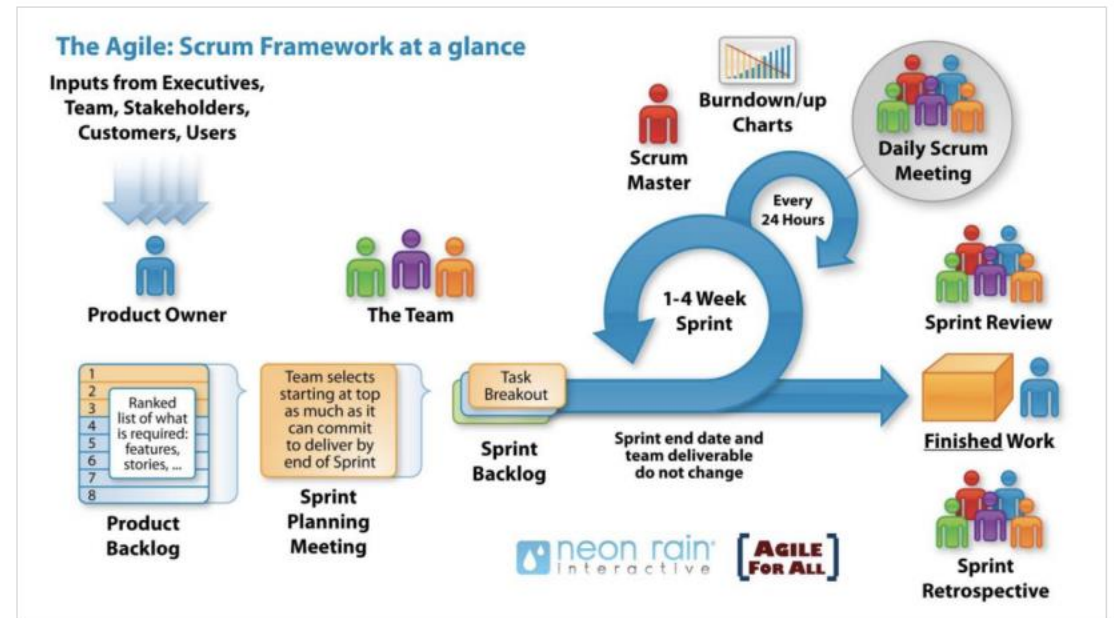 The Agile: Scrum Framework at a glance
Inputs from Executives,
Team, Stakeholders,
Customers, Users
Product Owner
The Team
Scrum
Master
Burndown/up
Charts
Daily Scrum
Meeting
Every
24 Hours
1-4 Week
Sprint
Sprint Review
1
2
3
4
5
6
7
8
Ranked
list of what
is required:
features,
stories, ...
Product
Backlog
Team selects
starting at top
as much as it
can commit
to deliver by
end of Sprint
Sprint
Planning
Meeting
Task
Breakout
Sprint
Backlog
Sprint end date and
team deliverable
do not change
Finished Work
Sprint
Retrospective
neon rain
interactive
AGILE
FOR ALL